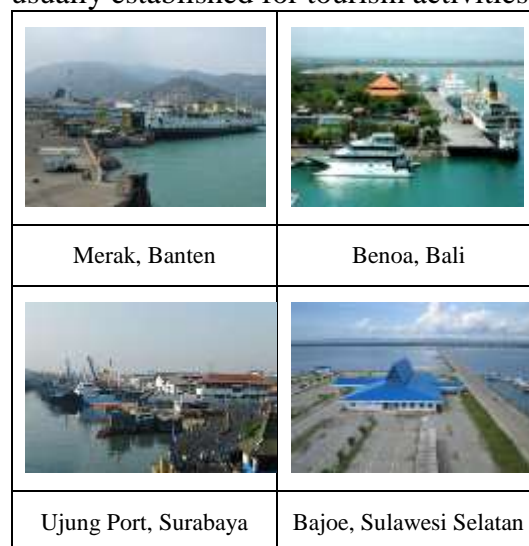 usually established for tourism activities
Merak, Banten
Benoa, Bali
Ujung Port, Surabaya
Bajoe, Sulawesi Selatan